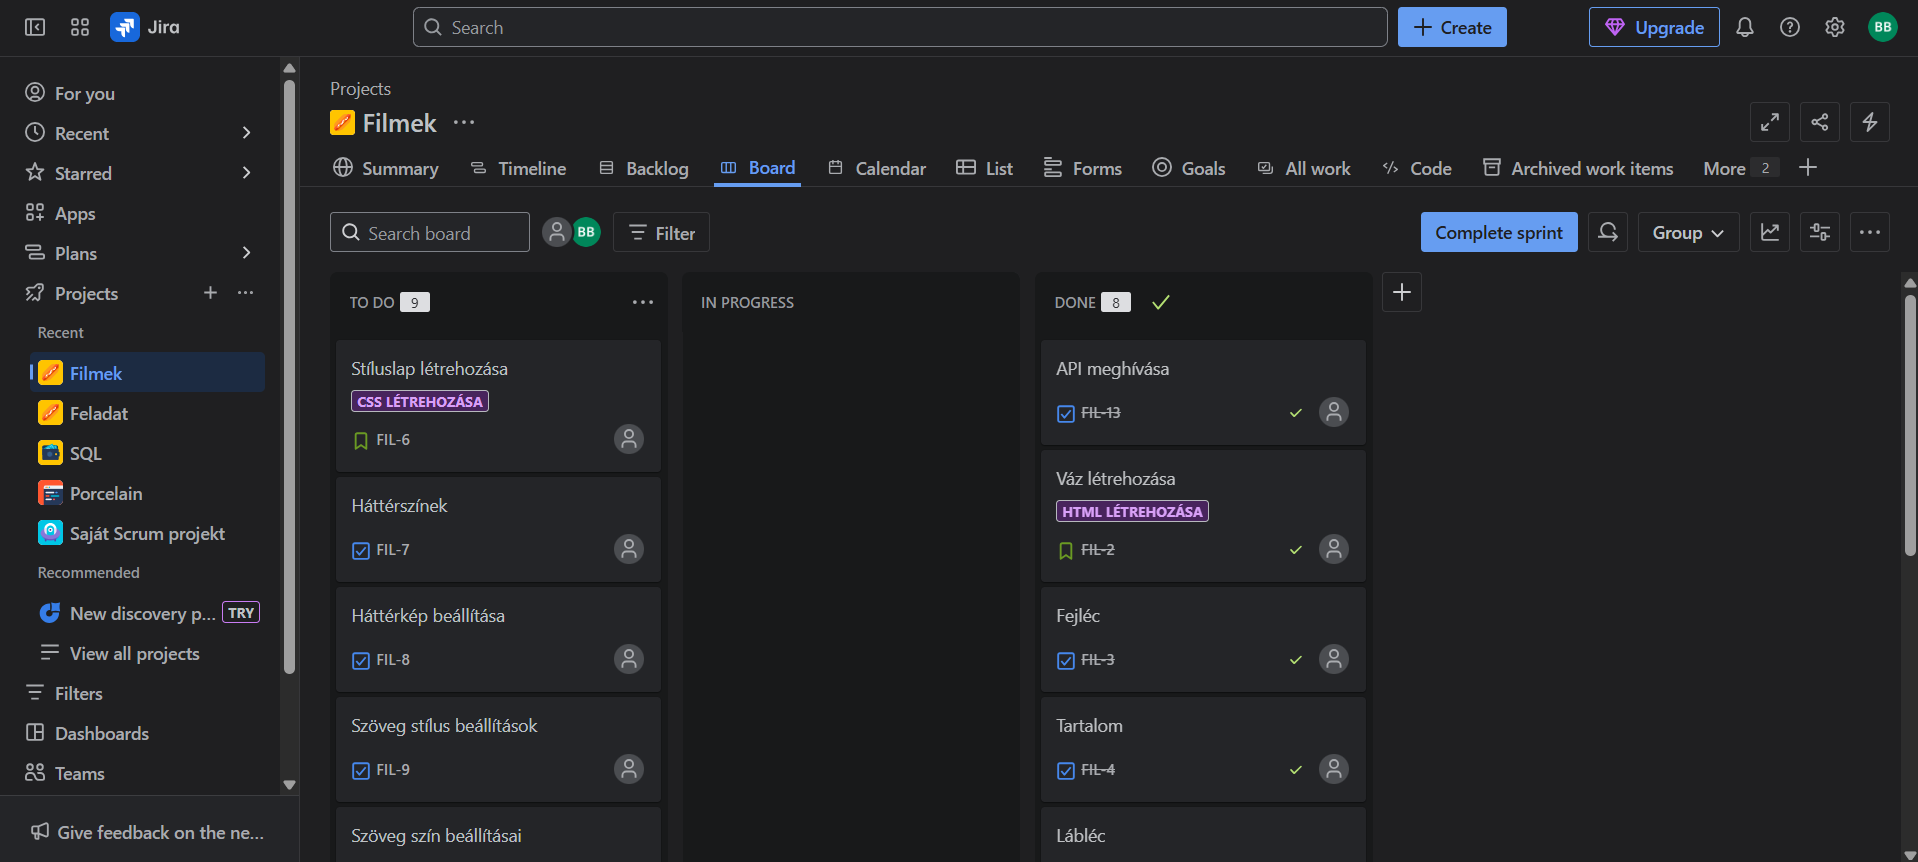 Jira
Search
Create
Upgrade
BB
For you
Recent
Starred
Apps
Plans
Projects
Recent
Filmek
Feladat
SQL
Porcelain
Saját Scrum projekt
Recommended
New discovery p... TRY
View all projects
Filters
Dashboards
Teams
Give feedback on the ne...
Projects
Filmek
Summary Timeline Backlog Board Calendar List Forms Goals All work Code Archived work items More 2
Search board
BB
Filter
Complete sprint
Group
TO DO 9
Stíluslap létrehozása
CSS LÉTREHOZÁSA
FIL-6
Háttérszínek
FIL-7
Háttérkép beállítása
FIL-8
Szöveg stílus beállítások
FIL-9
Szöveg szín beállításai
IN PROGRESS
DONE 8
API meghívása
FIL-13
Váz létrehozása
HTML LÉTREHOZÁSA
FIL-2
Fejléc
FIL-3
Tartalom
FIL-4
Lábléc